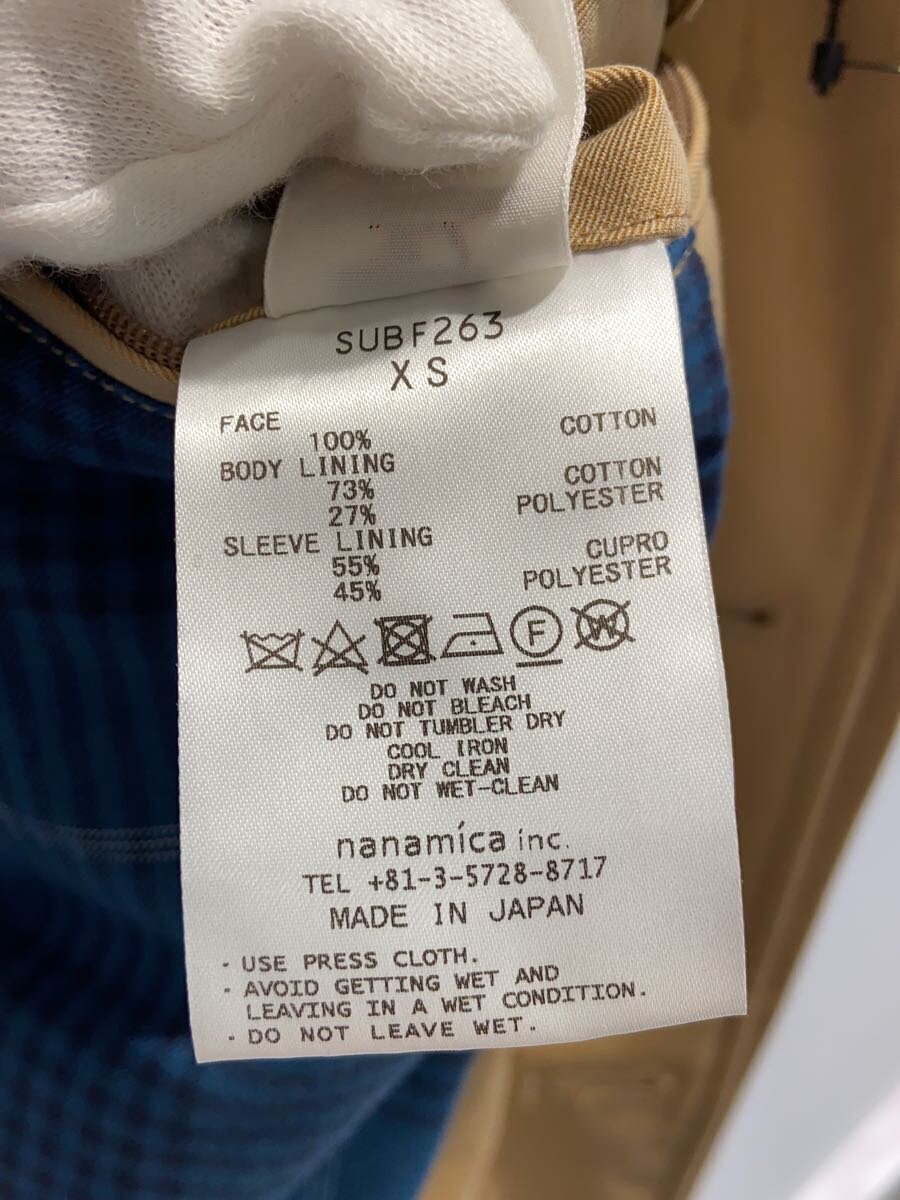 SUBF263
XS
FACE
100% COTTON
BODY LINING
73% COTTON
27% POLYESTER
SLEEVE LINING
55% CUPRO
45% POLYESTER
F W
DO NOT WASH
DO NOT BLEACH
DO NOT TUMBLER DRY
COOL IRON
DRY CLEAN
DO NOT WET-CLEAN
nanamica inc.
TEL +81-3-5728-8717
MADE IN JAPAN
· USE PRESS CLOTH.
· AVOID GETTING WET AND
LEAVING IN A WET CONDITION.
· DO NOT LEAVE WET.